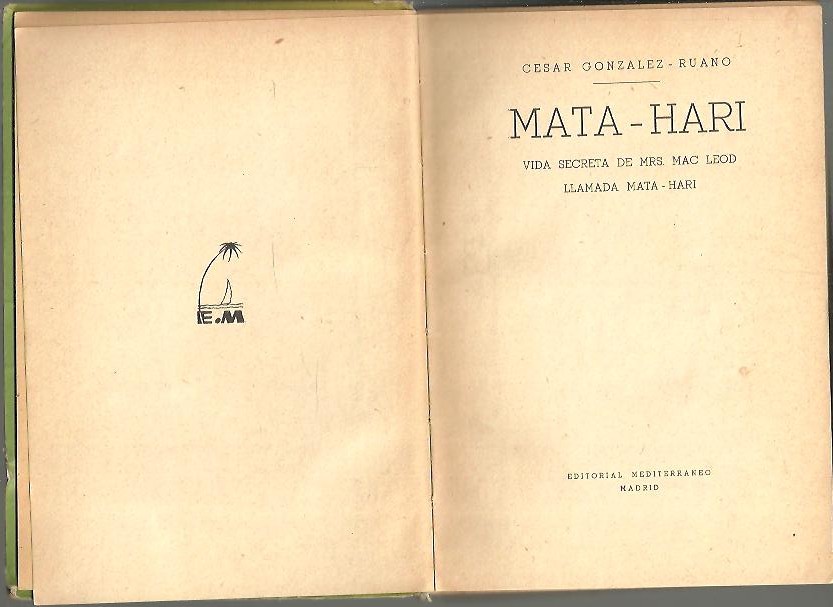 E.M
CESAR GONZALEZ-RUANO
MATA-HARI
VIDA SECRETA DE MRS. MAC LEOD
LLAMADA MATA-HARI
EDITORIAL MEDITERRANEO
MADRID